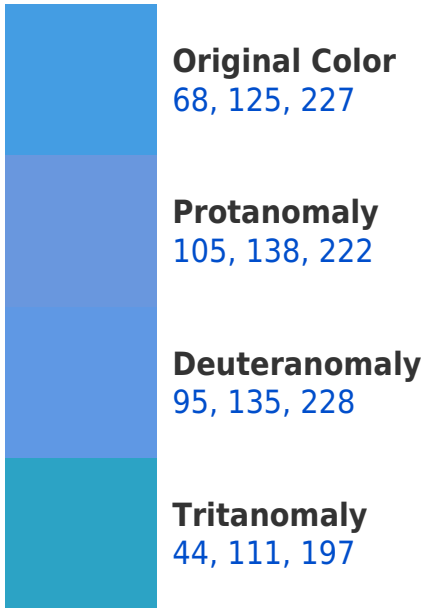 Original Color
68, 125, 227
Protanomaly
105, 138, 222
Deuteranomaly
95, 135, 228
Tritanomaly
44, 111, 197